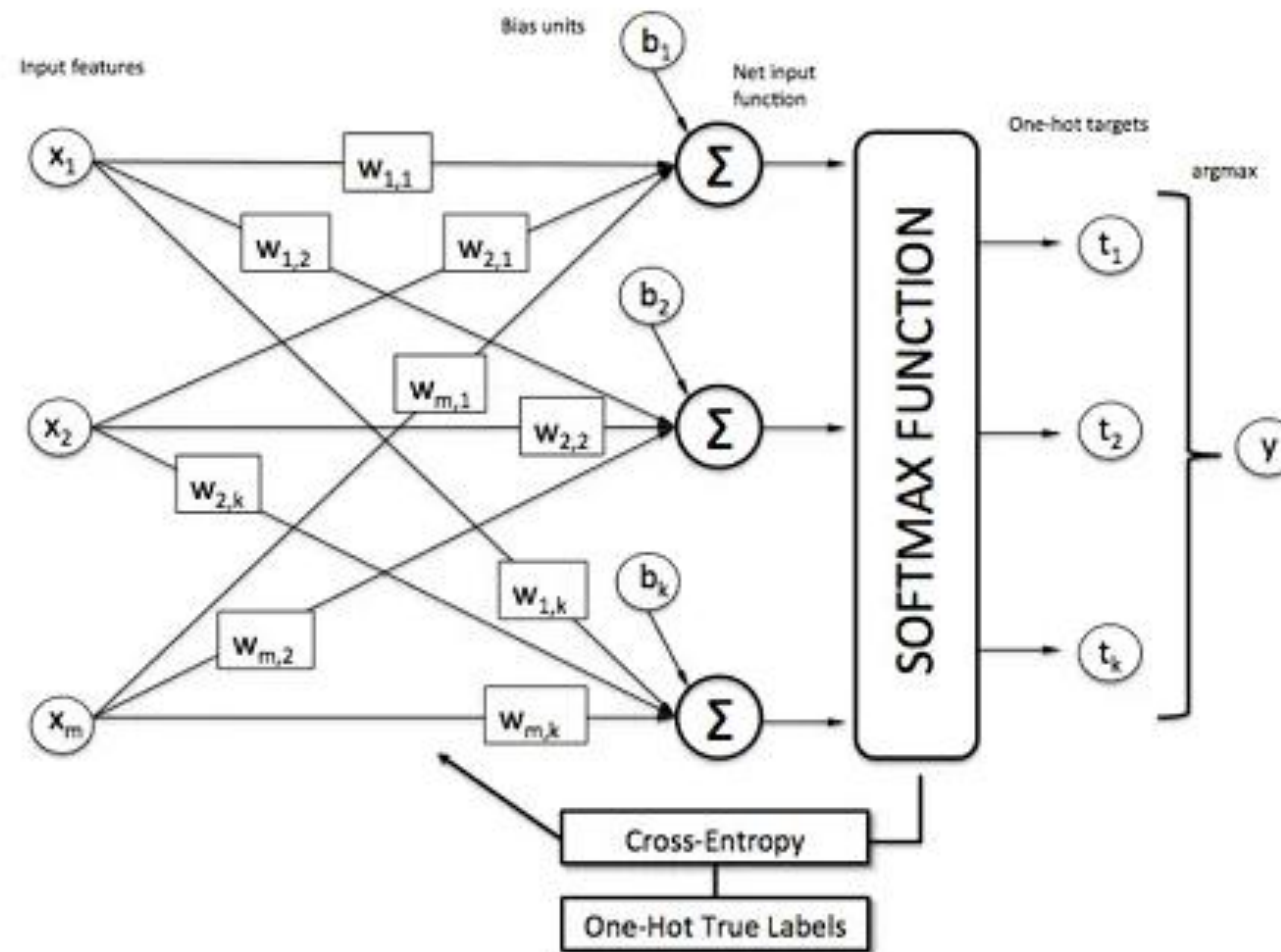 Bias units
b1
Input features
Net input
function
One-hot targets
argmax
x1
w1,1
Σ
w1,2
w2,1
t1
b2
wm,1
x2
w2,2
Σ
SOFTMAX FUNCTION
t2
y
w2,k
bk
w1,k
wm,2
tk
xm
wm,k
Σ
Cross-Entropy
One-Hot True Labels